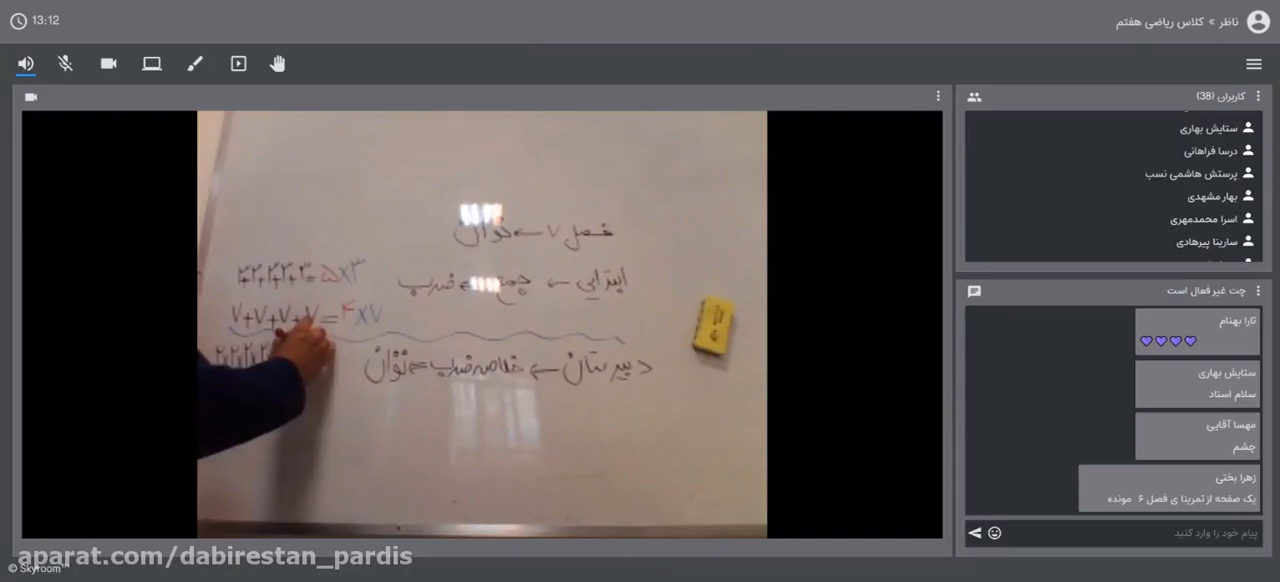 13:12
ناظر » کلاس ریاضی هفتم
کاربران (38)
ستایش بهاری
درسا فراهانی
پرستش هاشمی نسب
بهار مشهدی
اسرا محمدمهری
سارینا پیرهادی
چت غیر فعال است
تارا بهنام
💜💜💜💜
ستایش بهاری
سلام استاد
مهسا آقایی
چشم
زهرا بختی
یک صفحه از تمرینا ی فصل ۶ مونده
پیام خود را وارد کنید
فصل ۷ ← توان
ابتدایی ← جمع ← ضرب
۳+۳+۳+۳+۳=۵×۳
۷+۷+۷+۷=۴×۷
دبیرستان ← خلاصه ضرب = توان
aparat.com/dabirestan_pardis
© Skyroom